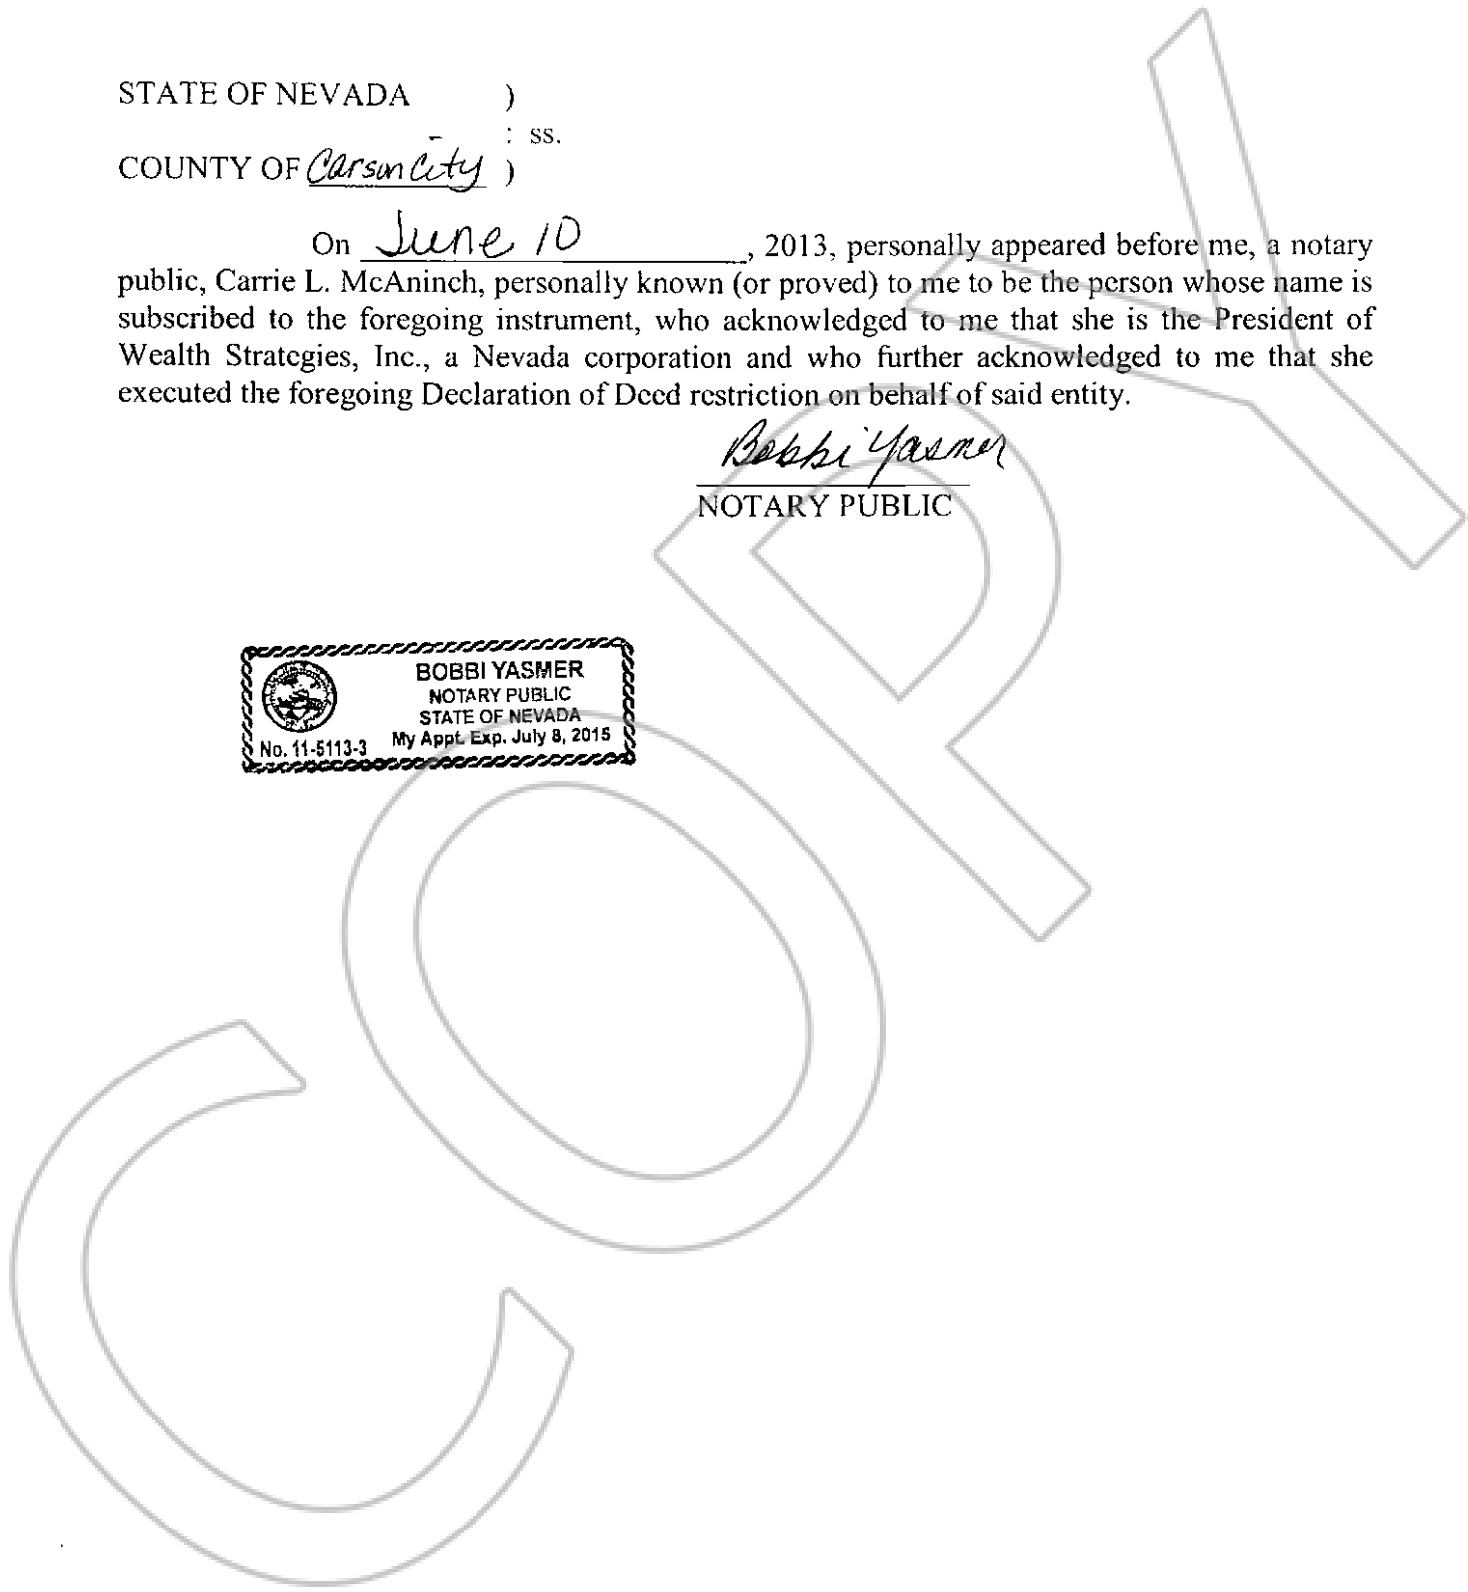 STATE OF NEVADA )
: ss.
COUNTY OF Carson City )
On June 10, 2013, personally appeared before me, a notary
public, Carrie L. McAninch, personally known (or proved) to me to be the person whose name is
subscribed to the foregoing instrument, who acknowledged to me that she is the President of
Wealth Strategies, Inc., a Nevada corporation and who further acknowledged to me that she
executed the foregoing Declaration of Deed restriction on behalf of said entity.
Bobbi Yasmer
NOTARY PUBLIC
BOBBI YASMER
NOTARY PUBLIC
STATE OF NEVADA
No. 11-5113-3 My Appt. Exp. July 8, 2015
COPY